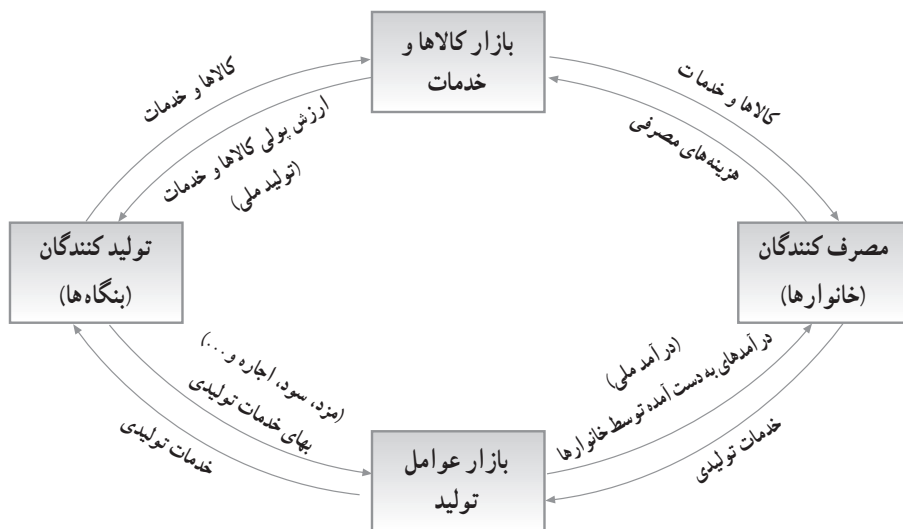 بازار کالاها و
خدمات
کالاها و خدمات
هزینه‌های مصرفی
کالاها و خدمات
ارزش پولی کالاها و خدمات
(تولید ملی)
مصرف کنندگان
(خانوارها)
تولید کنندگان
(بنگاه‌ها)
(درآمد ملی)
درآمدهای به دست آمده توسط خانوارها
خدمات تولیدی
(مزد، سود، اجاره و...)
بهای خدمات تولیدی
خدمات تولیدی
بازار عوامل
تولید